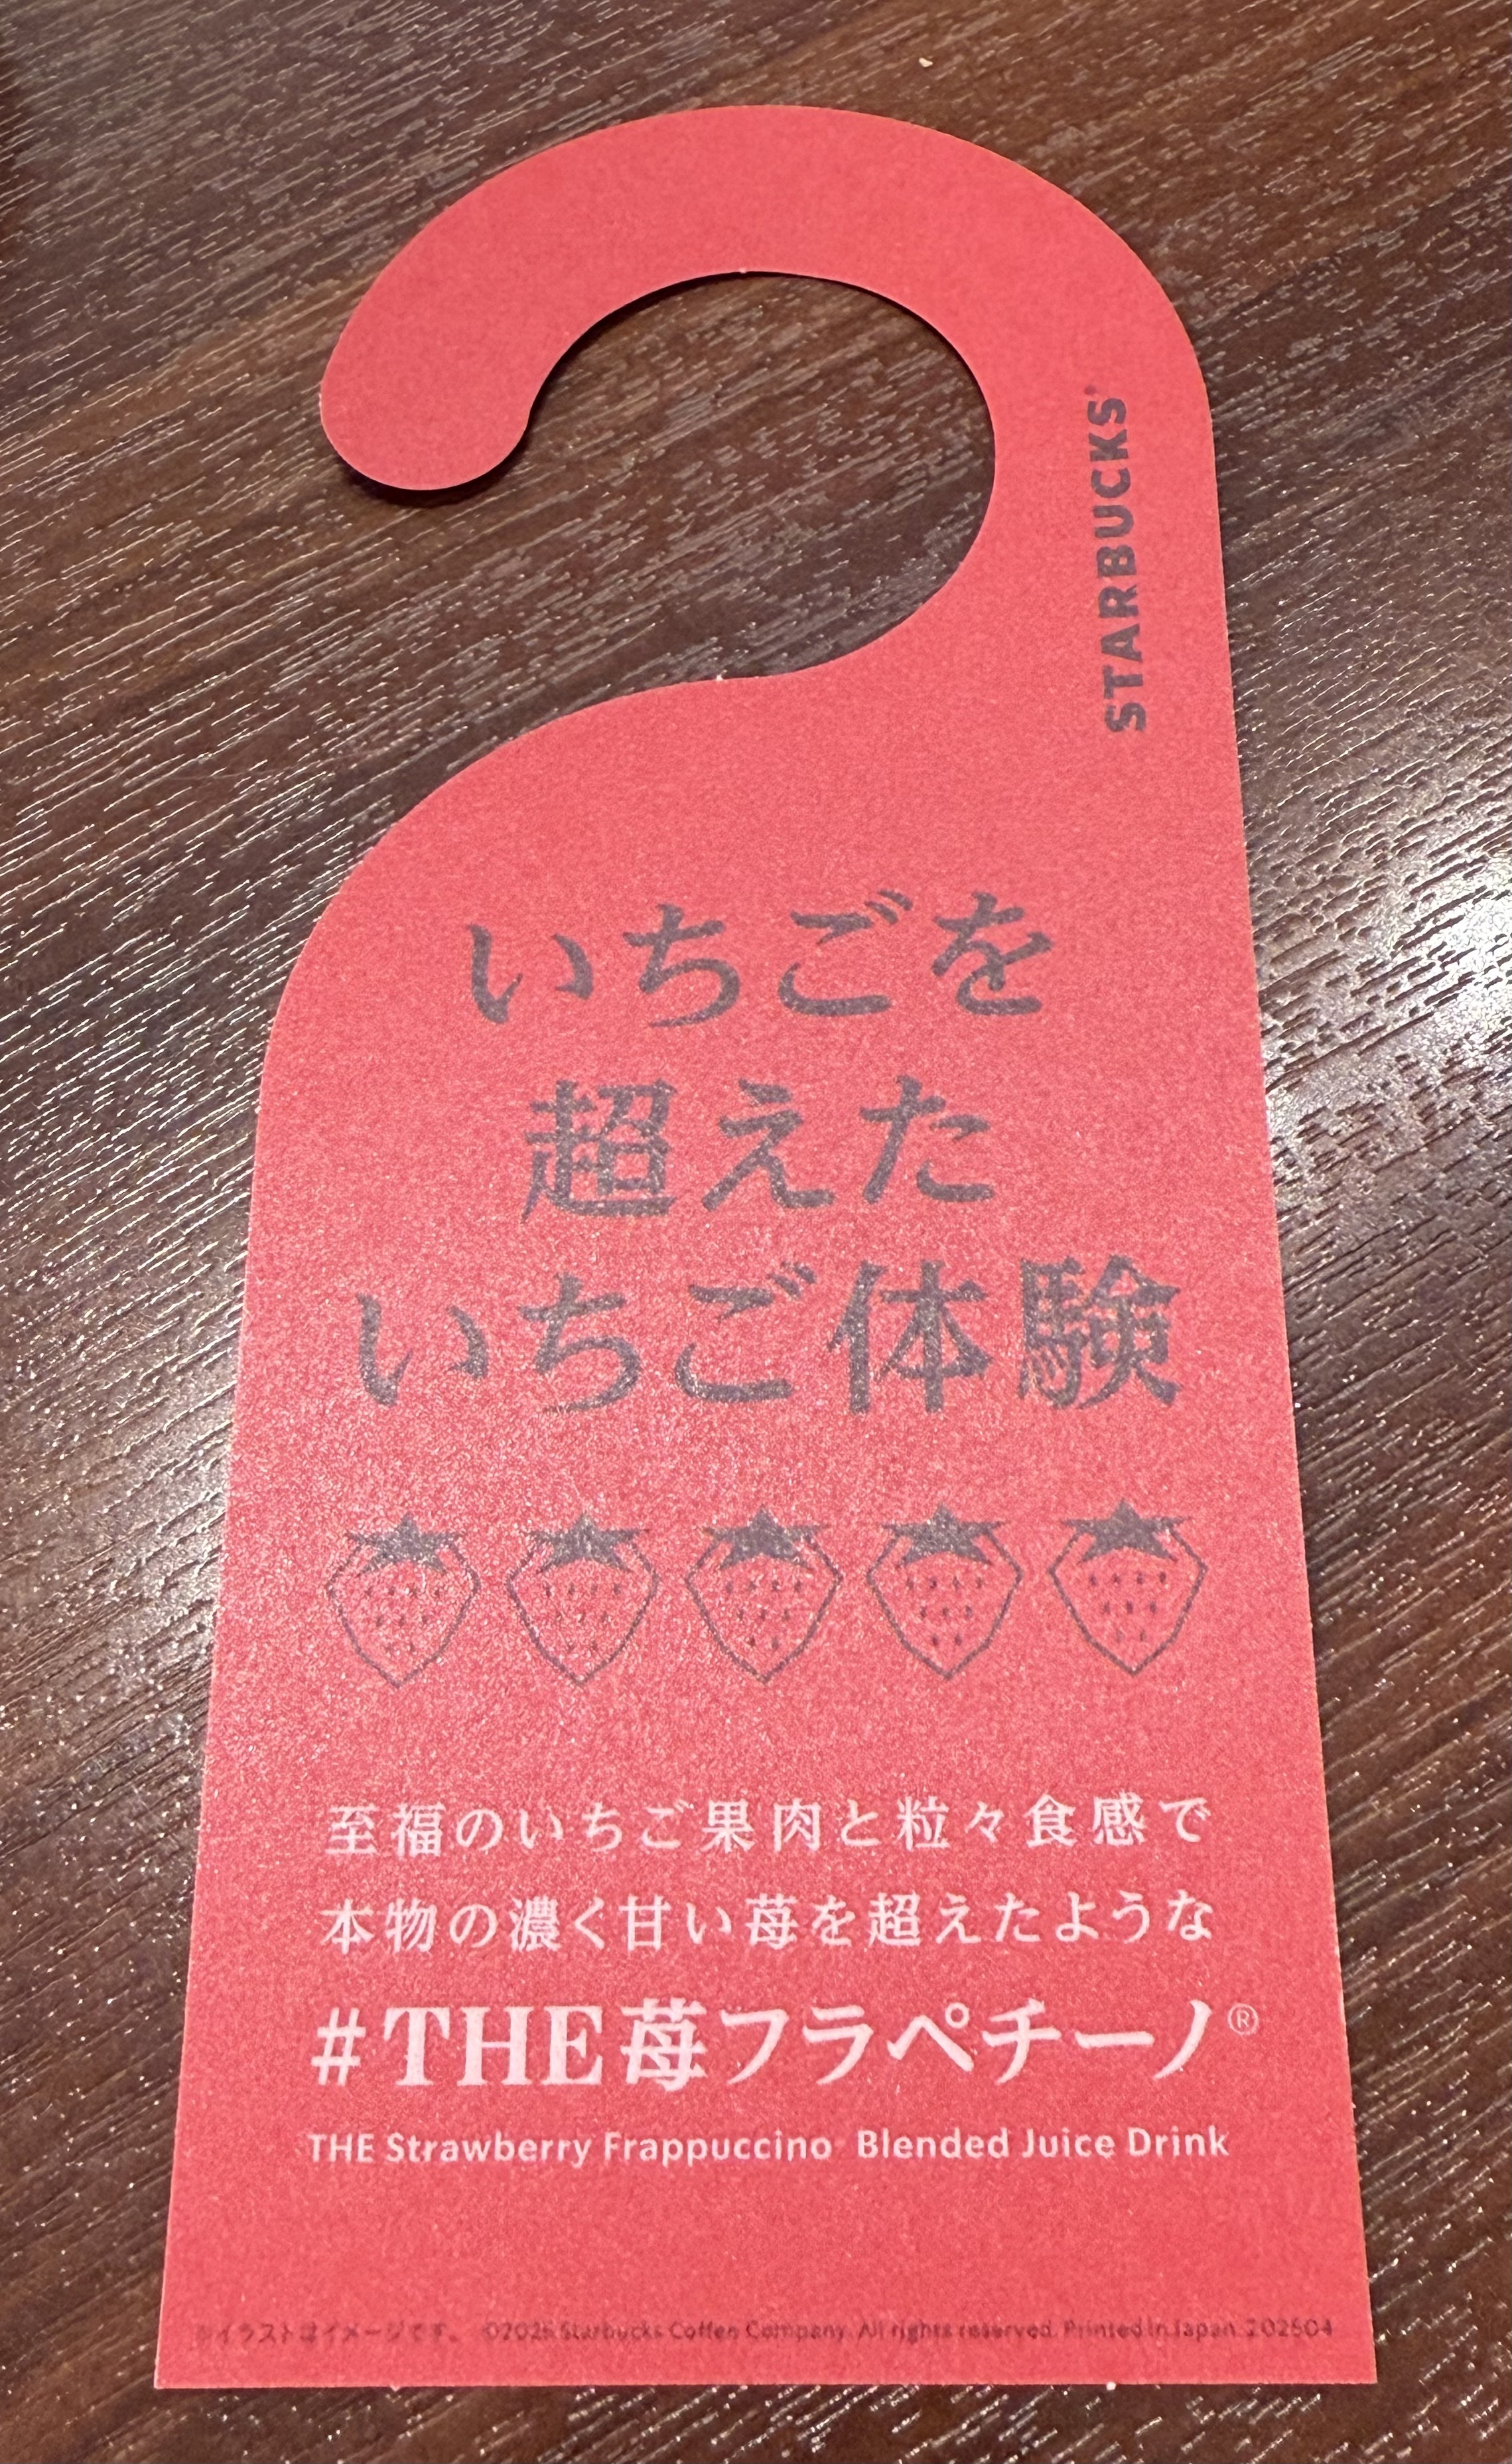 STARBUCKS®
いちごを
超えた
いちご体験
至福のいちご果肉と粒々食感で
本物の濃く甘い苺を超えたような
#THE苺フラペチーノ®
THE Strawberry Frappuccino Blended Juice Drink
※イラストはイメージです。 ©2025 Starbucks Coffee Company. All rights reserved. Printed in Japan 202504